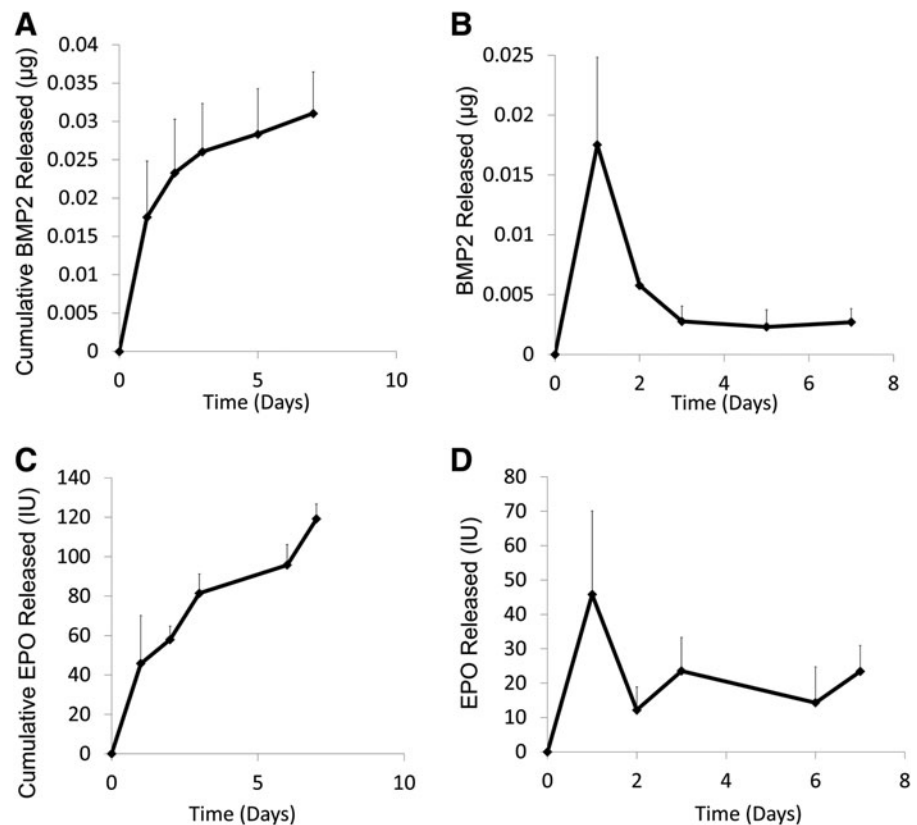 A
Cumulative BMP2 Released (µg)
0.04
0.035
0.03
0.025
0.02
0.015
0.01
0.005
0
0 5 10
Time (Days)
B
BMP2 Released (µg)
0.025
0.02
0.015
0.01
0.005
0
0 2 4 6 8
Time (Days)
C
Cumulative EPO Released (IU)
140
120
100
80
60
40
20
0
0 5 10
Time (Days)
D
EPO Released (IU)
80
70
60
50
40
30
20
10
0
0 2 4 6 8
Time (Days)